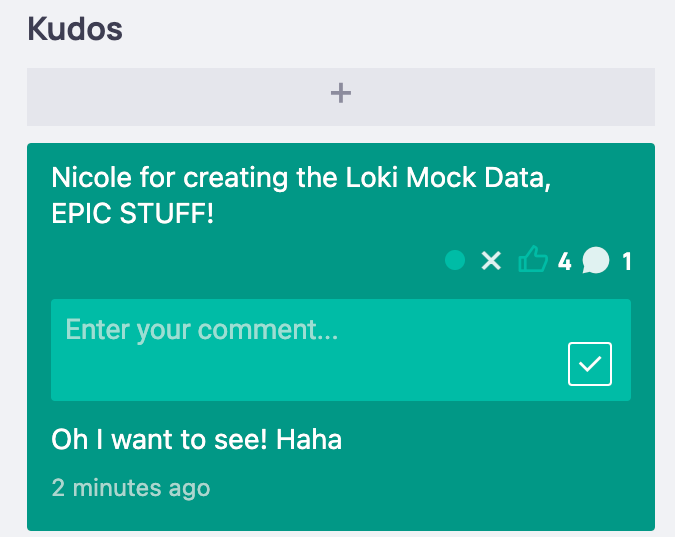 Kudos
+
Nicole for creating the Loki Mock Data,
EPIC STUFF!
4 1
Enter your comment...
Oh I want to see! Haha
2 minutes ago